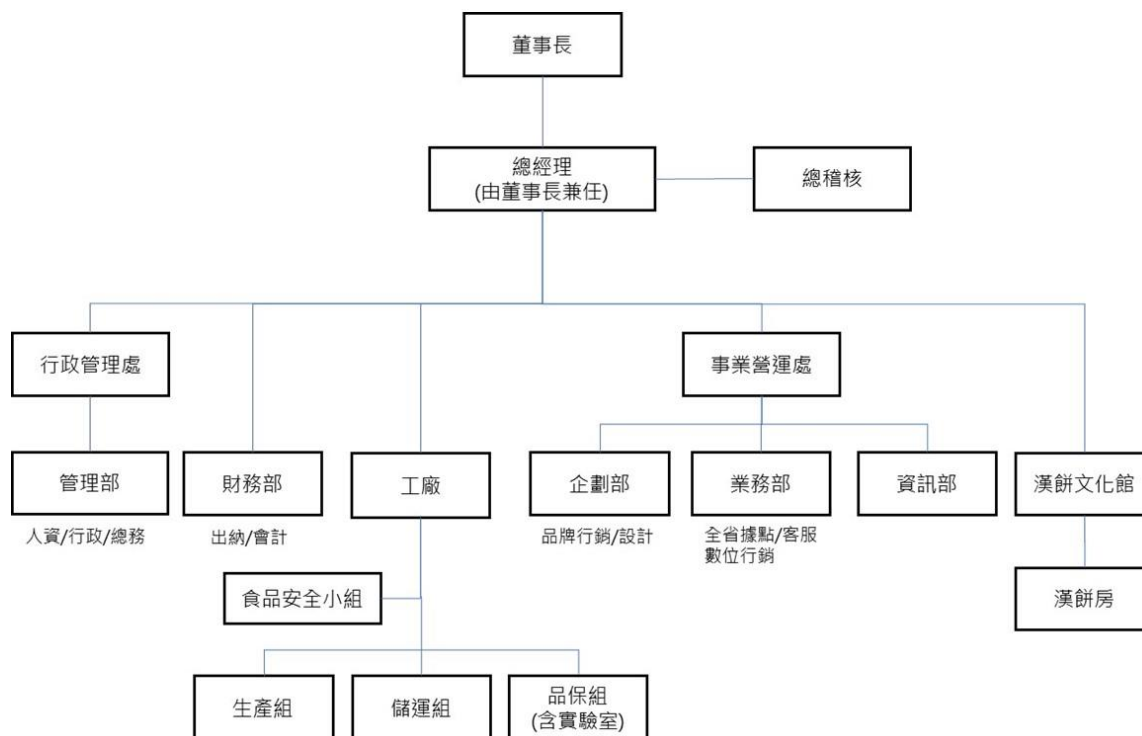 董事長
總經理
(由董事長兼任)
總稽核
行政管理處
事業營運處
管理部
財務部
工廠
企劃部
業務部
資訊部
漢餅文化館
人資/行政/總務
出納/會計
品牌行銷/設計
全省據點/客服
數位行銷
食品安全小組
漢餅房
生產組
儲運組
品保組
(含實驗室)